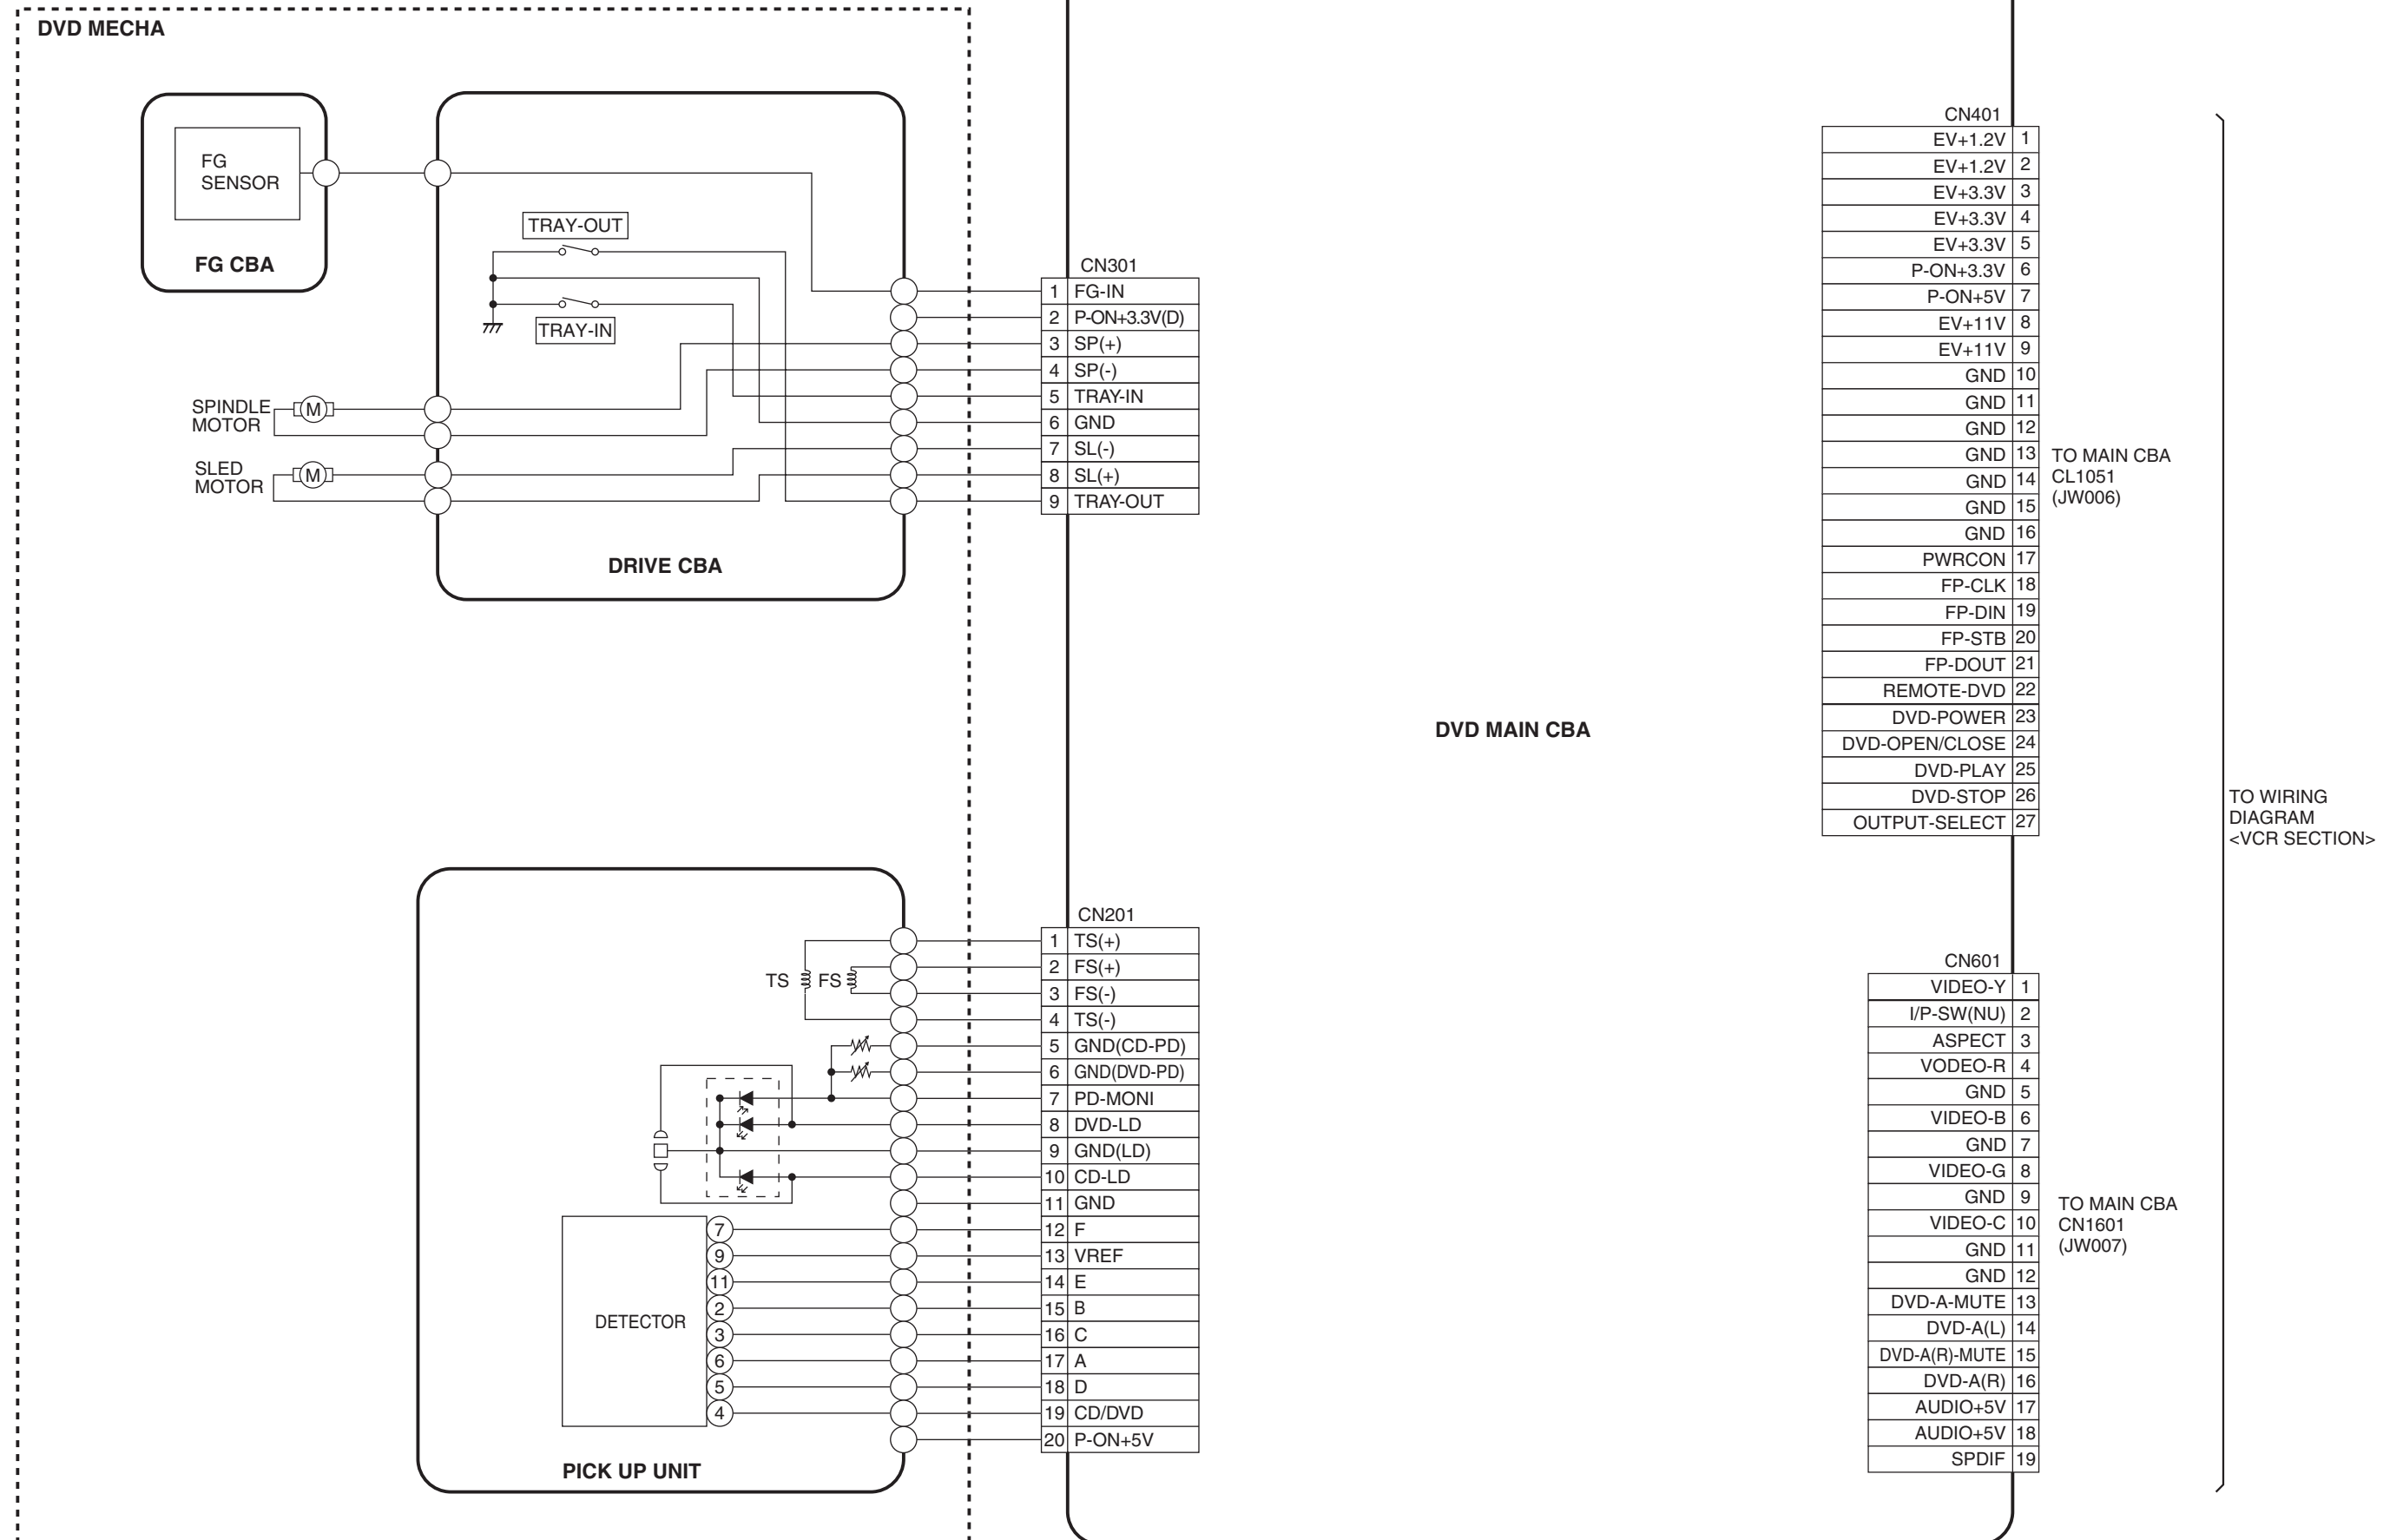 DVD MECHA
FG
SENSOR
FG CBA
TRAY-OUT
TRAY-IN
SPINDLE
MOTOR
M
SLED
MOTOR
M
DRIVE CBA
CN301
1 FG-IN
2 P-ON+3.3V(D)
3 SP(+)
4 SP(-)
5 TRAY-IN
6 GND
7 SL(-)
8 SL(+)
9 TRAY-OUT
DVD MAIN CBA
CN401
EV+1.2V 1
EV+1.2V 2
EV+3.3V 3
EV+3.3V 4
EV+3.3V 5
P-ON+3.3V 6
P-ON+5V 7
EV+11V 8
EV+11V 9
GND 10
GND 11
GND 12
GND 13
GND 14
GND 15
GND 16
PWRCON 17
FP-CLK 18
FP-DIN 19
FP-STB 20
FP-DOUT 21
REMOTE-DVD 22
DVD-POWER 23
DVD-OPEN/CLOSE 24
DVD-PLAY 25
DVD-STOP 26
OUTPUT-SELECT 27
TO MAIN CBA
CL1051
(JW006)
TO WIRING
DIAGRAM
<VCR SECTION>
TS FS
DETECTOR
7
9
11
2
3
6
5
4
PICK UP UNIT
CN201
1 TS(+)
2 FS(+)
3 FS(-)
4 TS(-)
5 GND(CD-PD)
6 GND(DVD-PD)
7 PD-MONI
8 DVD-LD
9 GND(LD)
10 CD-LD
11 GND
12 F
13 VREF
14 E
15 B
16 C
17 A
18 D
19 CD/DVD
20 P-ON+5V
CN601
VIDEO-Y 1
I/P-SW(NU) 2
ASPECT 3
VODEO-R 4
GND 5
VIDEO-B 6
GND 7
VIDEO-G 8
GND 9
VIDEO-C 10
GND 11
GND 12
DVD-A-MUTE 13
DVD-A(L) 14
DVD-A(R)-MUTE 15
DVD-A(R) 16
AUDIO+5V 17
AUDIO+5V 18
SPDIF 19
TO MAIN CBA
CN1601
(JW007)